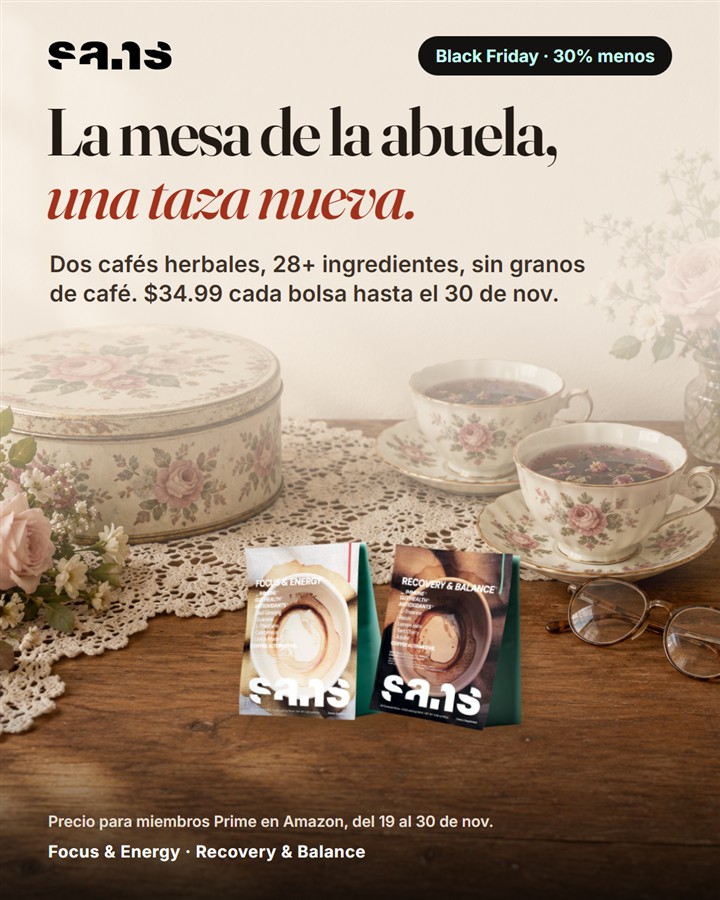 sans
Black Friday · 30% menos
La mesa de la abuela,
una taza nueva.
Dos cafés herbales, 28+ ingredientes, sin granos
de café. $34.99 cada bolsa hasta el 30 de nov.
FOCUS & ENERGY
sans
RECOVERY & BALANCE
sans
Precio para miembros Prime en Amazon, del 19 al 30 de nov.
Focus & Energy · Recovery & Balance